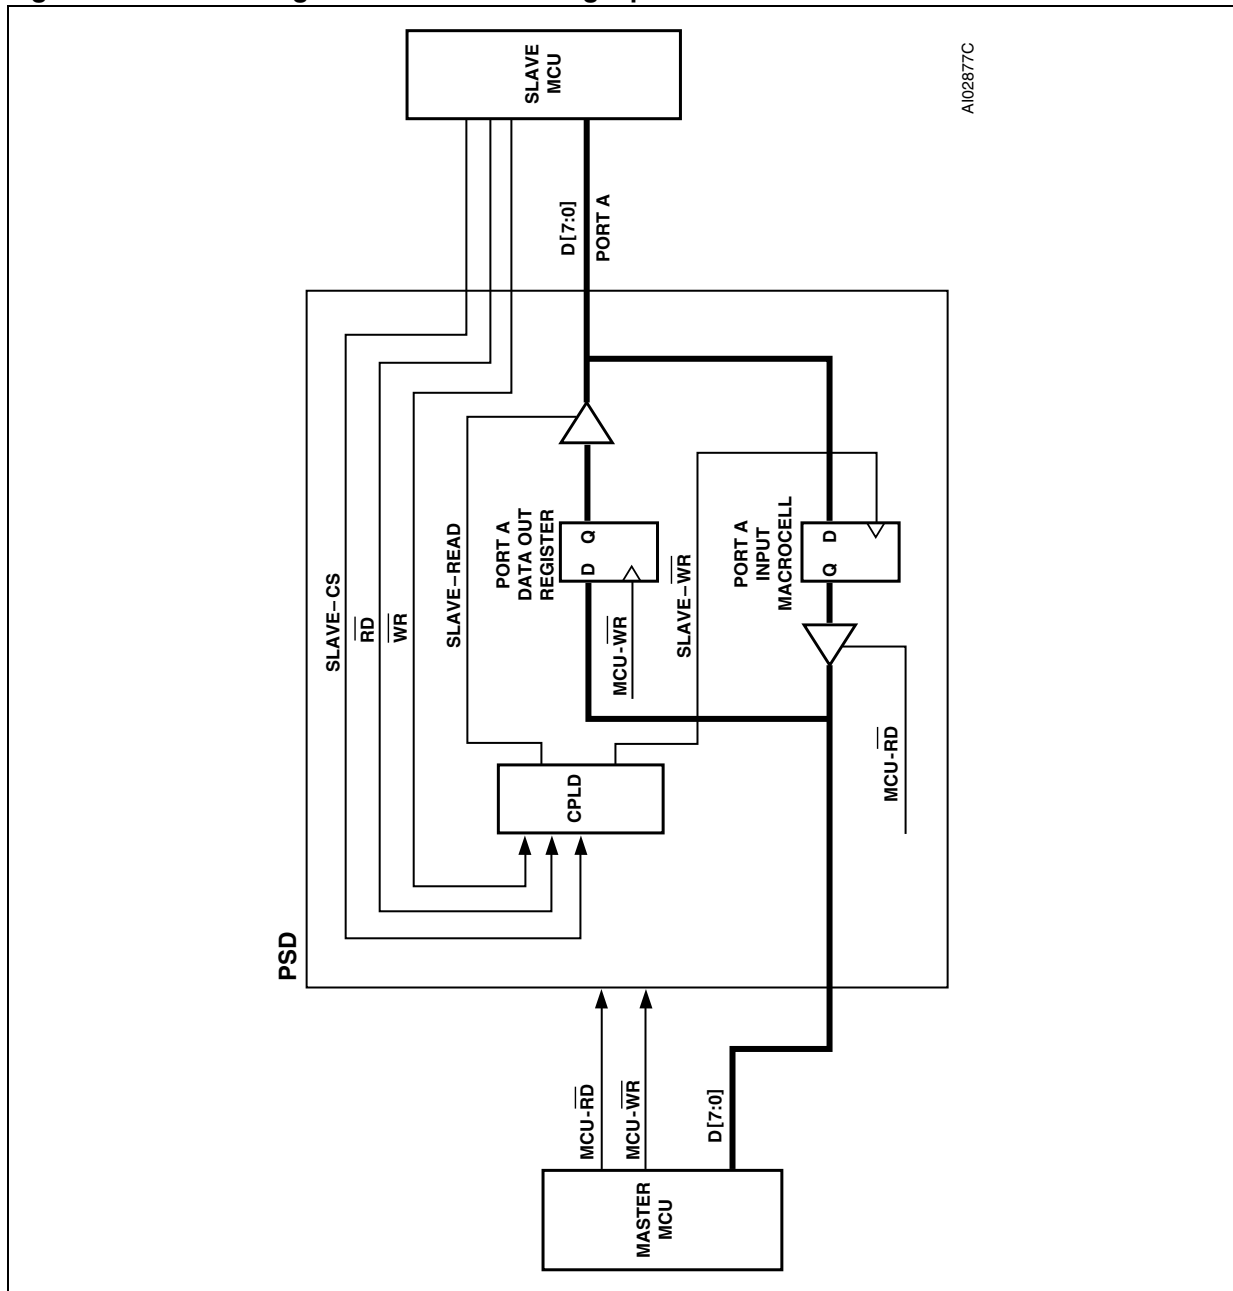 SLAVE
MCU
AI02877C
D[7:0]
PORT A
SLAVE–CS
RD
WR
SLAVE–READ
PORT A
DATA OUT
REGISTER
D Q
MCU-WR
SLAVE–WR
PORT A
INPUT
MACROCELL
Q D
MCU-RD
CPLD
PSD
MCU-RD
MCU-WR
D[7:0]
MASTER
MCU